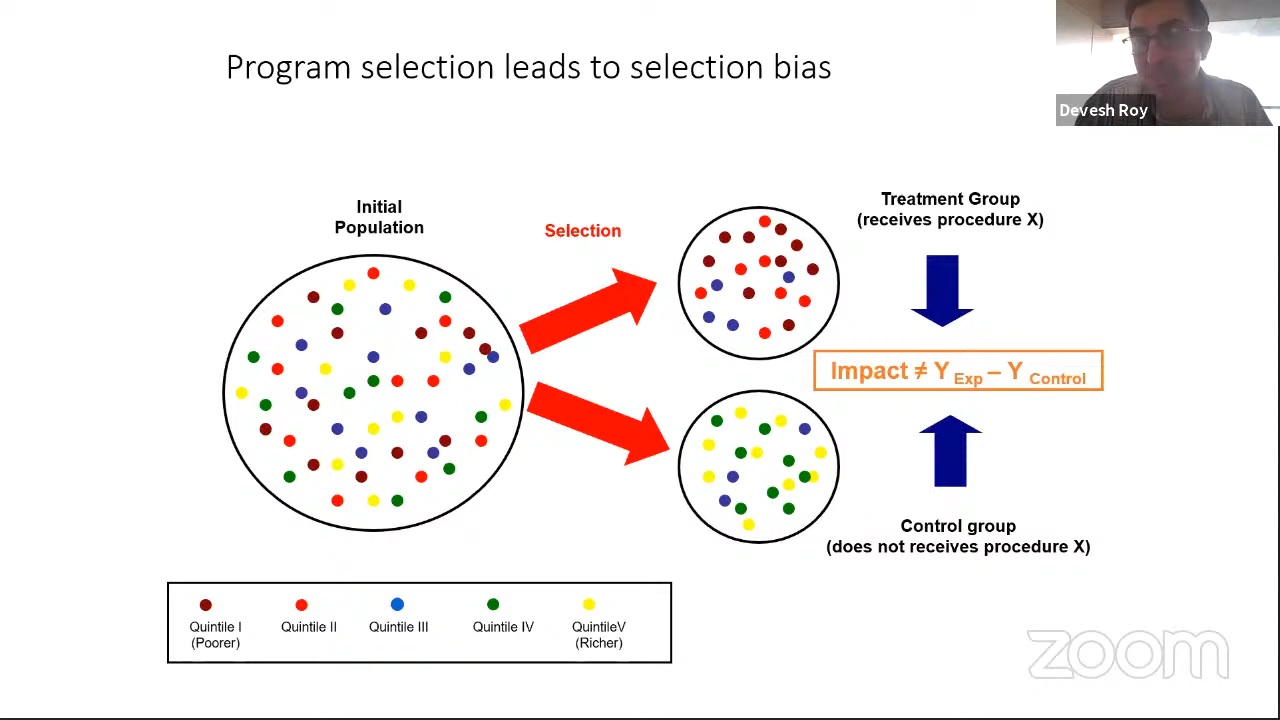 Program selection leads to selection bias
Devesh Roy
Initial
Population
Selection
Treatment Group
(receives procedure X)
Impact ≠ Y Exp – Y Control
Control group
(does not receives procedure X)
Quintile I
(Poorer)
Quintile II
Quintile III
Quintile IV
QuintileV
(Richer)
zoom